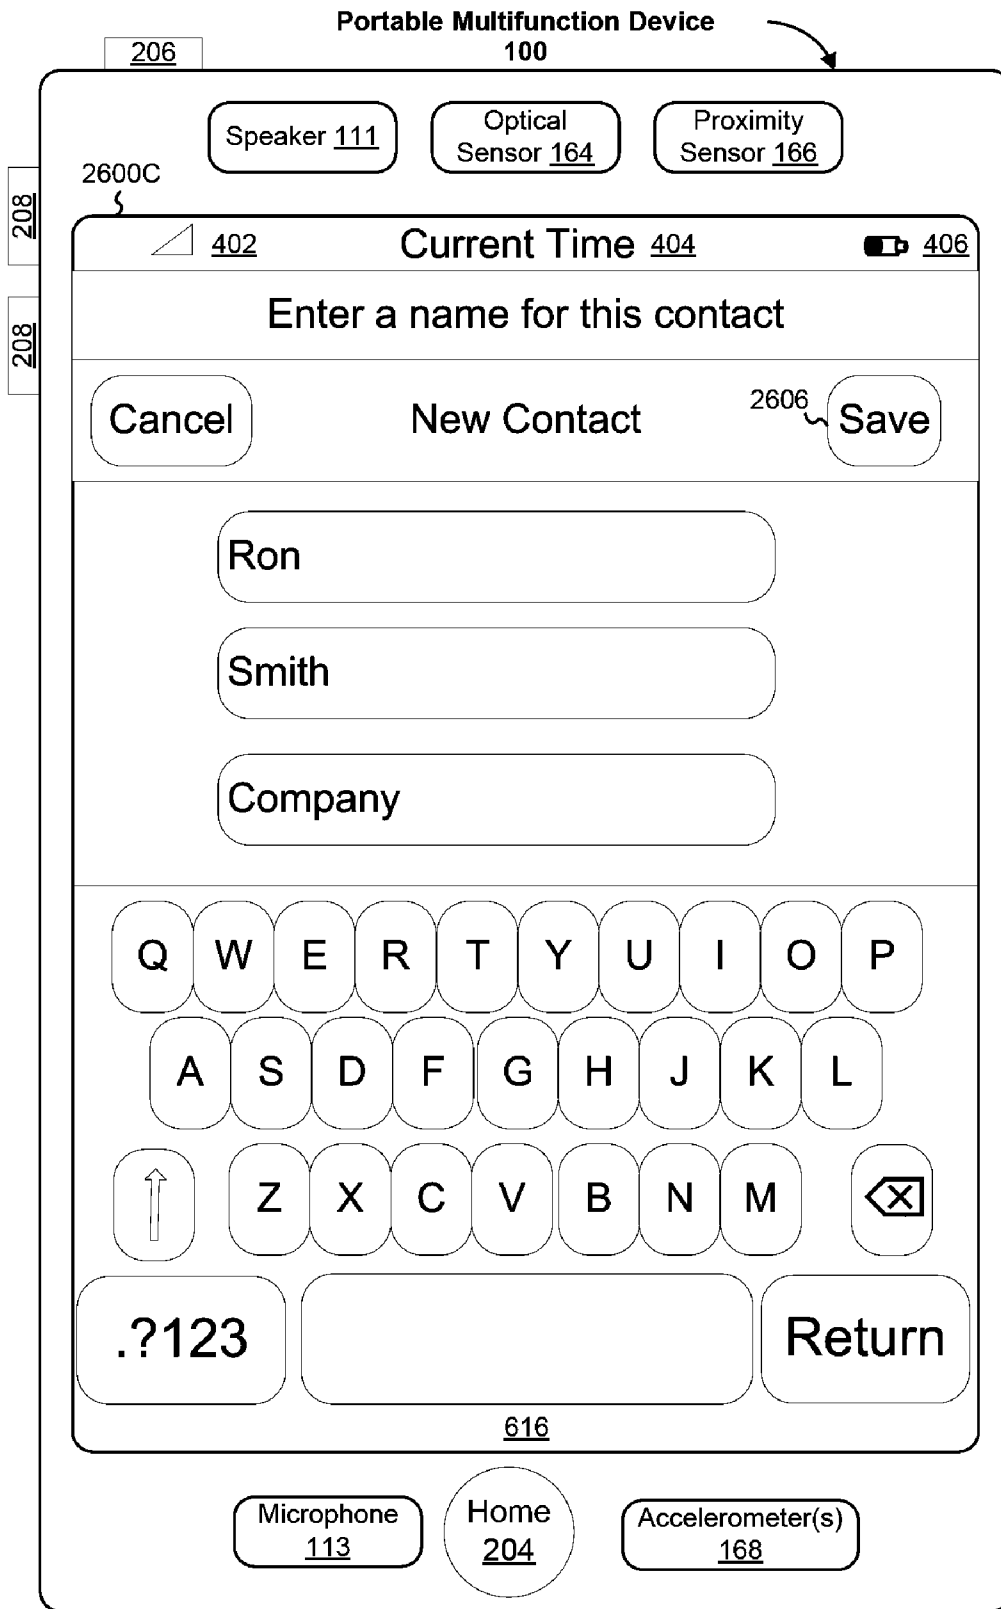 Portable Multifunction Device
100
206
Speaker 111
Optical
Sensor 164
Proximity
Sensor 166
2600C
208
208
402
Current Time 404
406
Enter a name for this contact
Cancel
New Contact
2606
Save
Ron
Smith
Company
Q W E R T Y U I O P
A S D F G H J K L
Z X C V B N M
.?123
Return
616
Microphone
113
Home
204
Accelerometer(s)
168